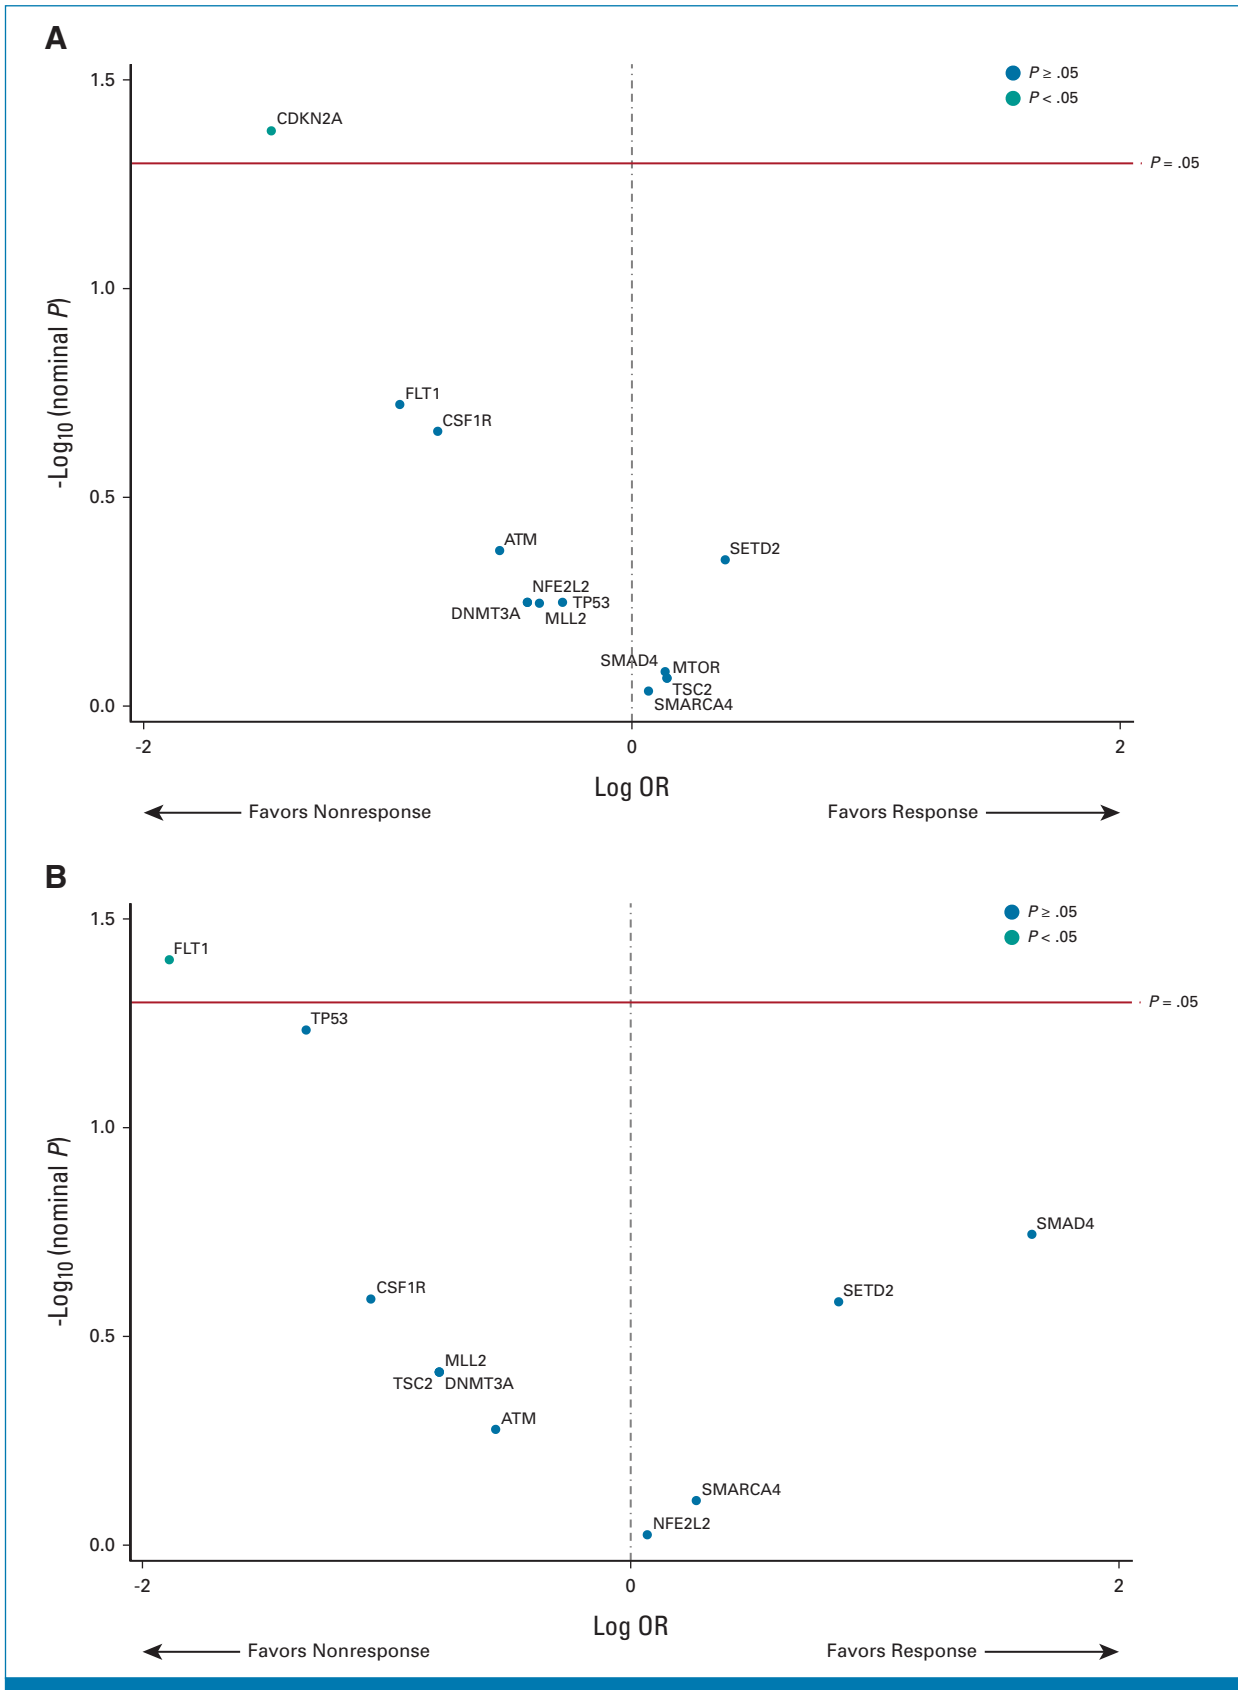 A
1.5
P ≥ .05
P < .05
CDKN2A
P = .05
1.0
-Log10 (nominal P)
FLT1
CSF1R
0.5
ATM
SETD2
NFE2L2
DNMT3A
TP53
MLL2
SMAD4
MTOR
TSC2
SMARCA4
0.0
-2
0
2
Log OR
Favors Nonresponse
Favors Response
B
1.5
P ≥ .05
P < .05
FLT1
P = .05
TP53
1.0
-Log10 (nominal P)
SMAD4
CSF1R
SETD2
0.5
MLL2
TSC2
DNMT3A
ATM
SMARCA4
NFE2L2
0.0
-2
0
2
Log OR
Favors Nonresponse
Favors Response